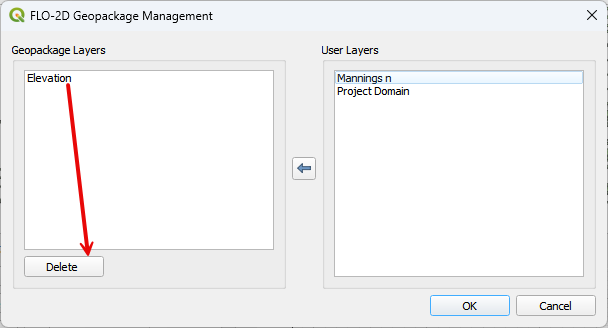 FLO-2D Geopackage Management
Geopackage Layers
User Layers
Elevation
Mannings n
Project Domain
Delete
OK
Cancel